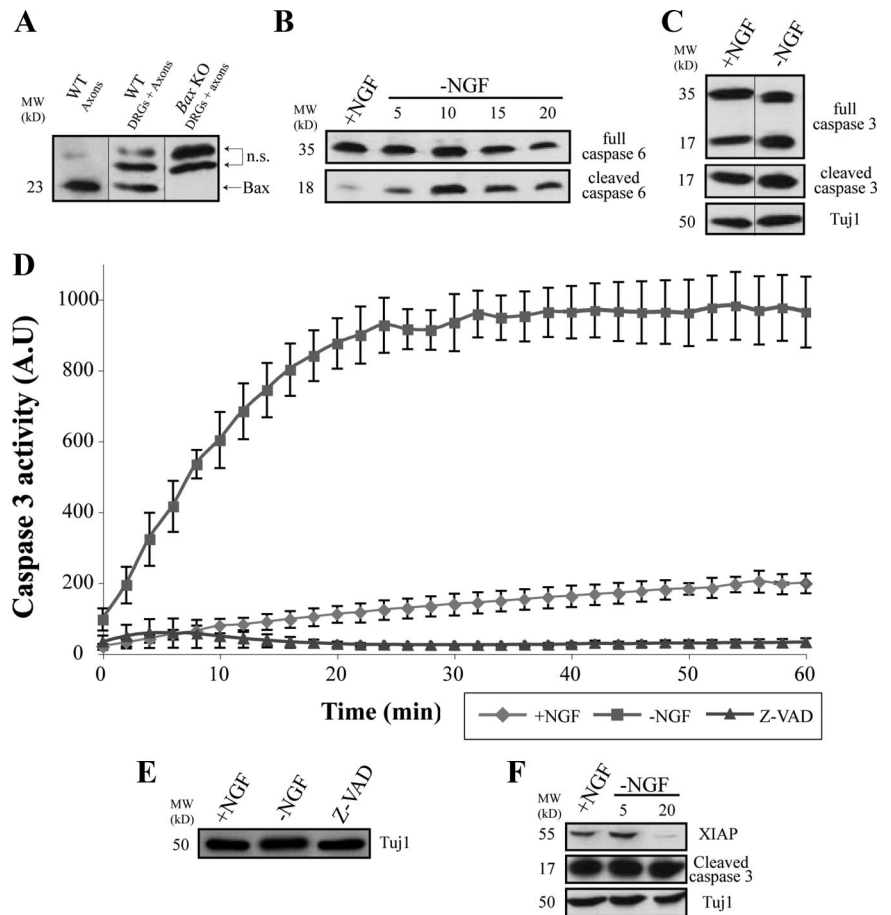 A
MW
(kD)
WT
Axons
WT
DRGs + Axons
Bax KO
DRGs + axons
n.s.
23
Bax
B
MW
(kD)
+NGF
-NGF
5 10 15 20
35
full
caspase 6
18
cleaved
caspase 6
C
MW
(kD)
+NGF
-NGF
35
17
full
caspase 3
17
cleaved
caspase 3
50
Tuj1
D
Caspase 3 activity (A.U)
1000
800
600
400
200
0
0 10 20 30 40 50 60
Time (min)
+NGF -NGF Z-VAD
E
MW
(kD)
+NGF
-NGF
Z-VAD
50
Tuj1
F
MW
(kD)
+NGF
-NGF
5 20
55
XIAP
17
Cleaved
caspase 3
50
Tuj1